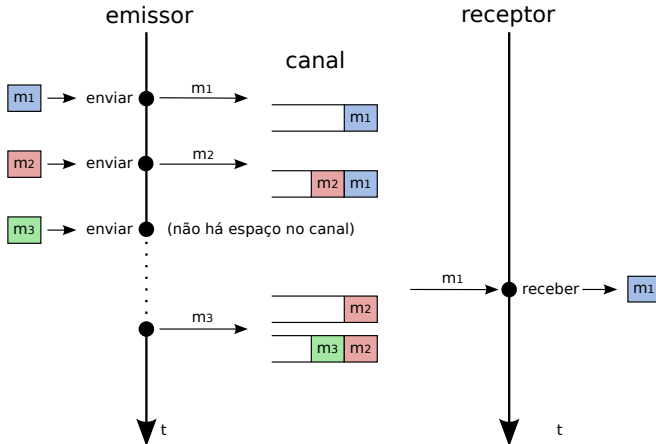 emissor
receptor
canal
m1
enviar
m1
m1
m2
enviar
m2
m2 m1
m3
enviar
(não há espaço no canal)
m1
receber
m1
m2
m3
m3 m2
t
t